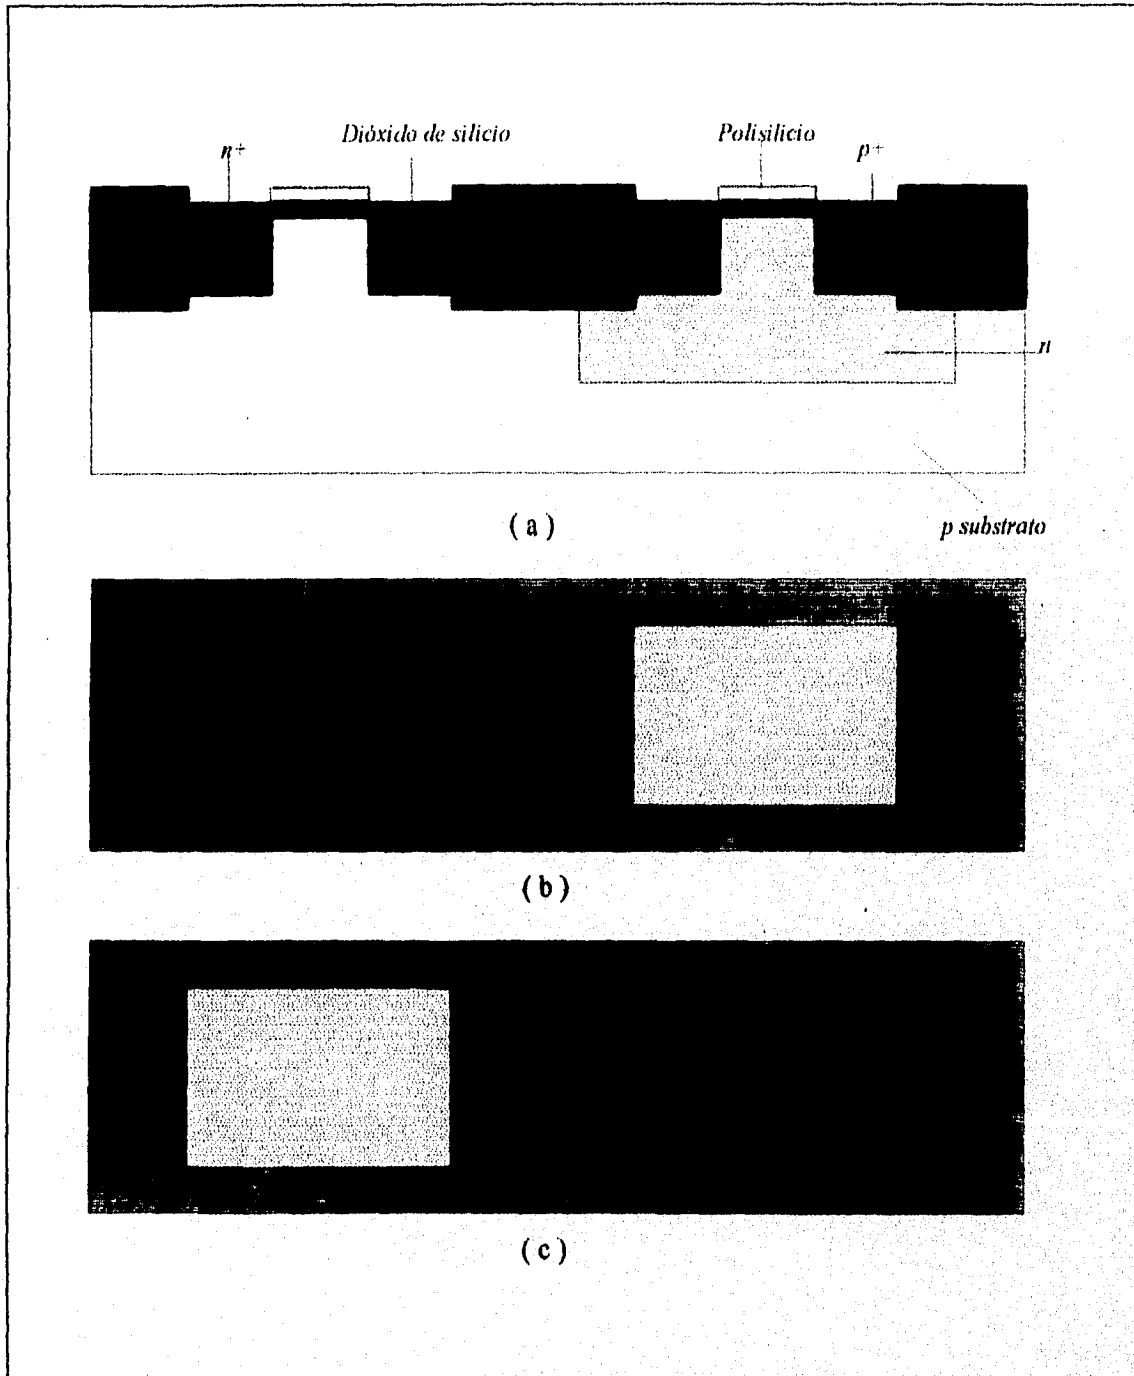 Dióxido de silicio
Polisilicio
n+
p+
n
(a)
p substrato
(b)
(c)